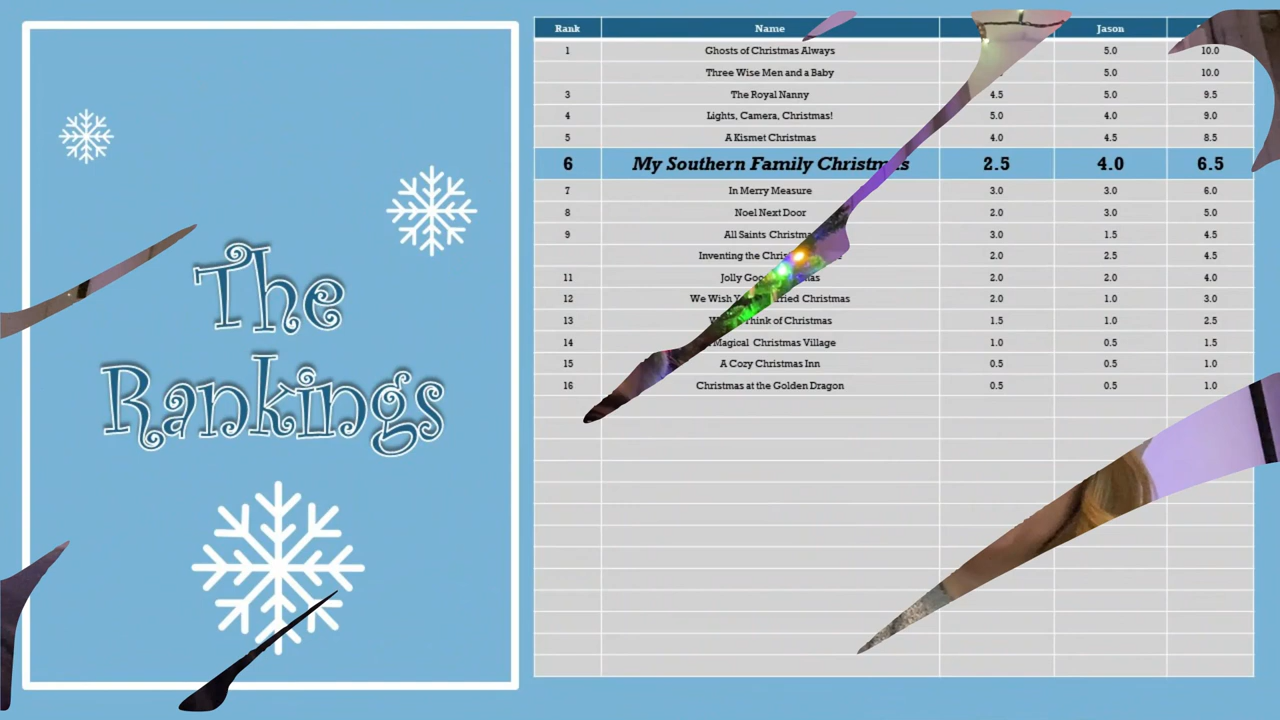 The
Rankings
Rank Name Jason
1 Ghosts of Christmas Always 5.0 10.0
Three Wise Men and a Baby 5.0 10.0
3 The Royal Nanny 4.5 5.0 9.5
4 Lights, Camera, Christmas! 5.0 4.0 9.0
5 A Kismet Christmas 4.0 4.5 8.5
6 My Southern Family Christmas 2.5 4.0 6.5
7 In Merry Measure 3.0 3.0 6.0
8 Noel Next Door 2.0 3.0 5.0
9 All Saints Christmas 3.0 1.5 4.5
Inventing the 2.0 2.5 4.5
11 Jolly 2.0 2.0 4.0
12 We Wish Christmas 2.0 1.0 3.0
13 Think of Christmas 1.5 1.0 2.5
14 Magical Christmas Village 1.0 0.5 1.5
15 A Cozy Christmas Inn 0.5 0.5 1.0
16 Christmas at the Golden Dragon 0.5 0.5 1.0